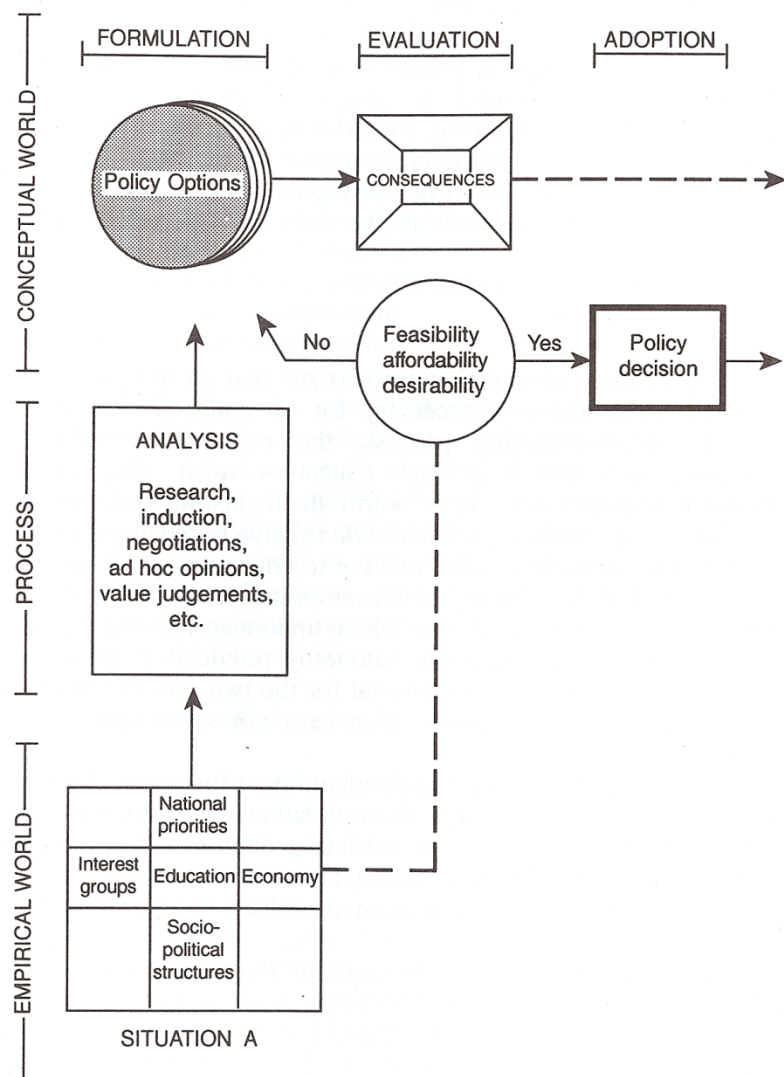 FORMULATION
EVALUATION
ADOPTION
CONCEPTUAL WORLD
Policy Options
CONSEQUENCES
No
Feasibility
affordability
desirability
Yes
Policy
decision
PROCESS
ANALYSIS
Research,
induction,
negotiations,
ad hoc opinions,
value judgements,
etc.
EMPIRICAL WORLD
National
priorities
Interest
groups
Education
Economy
Socio-
political
structures
SITUATION A